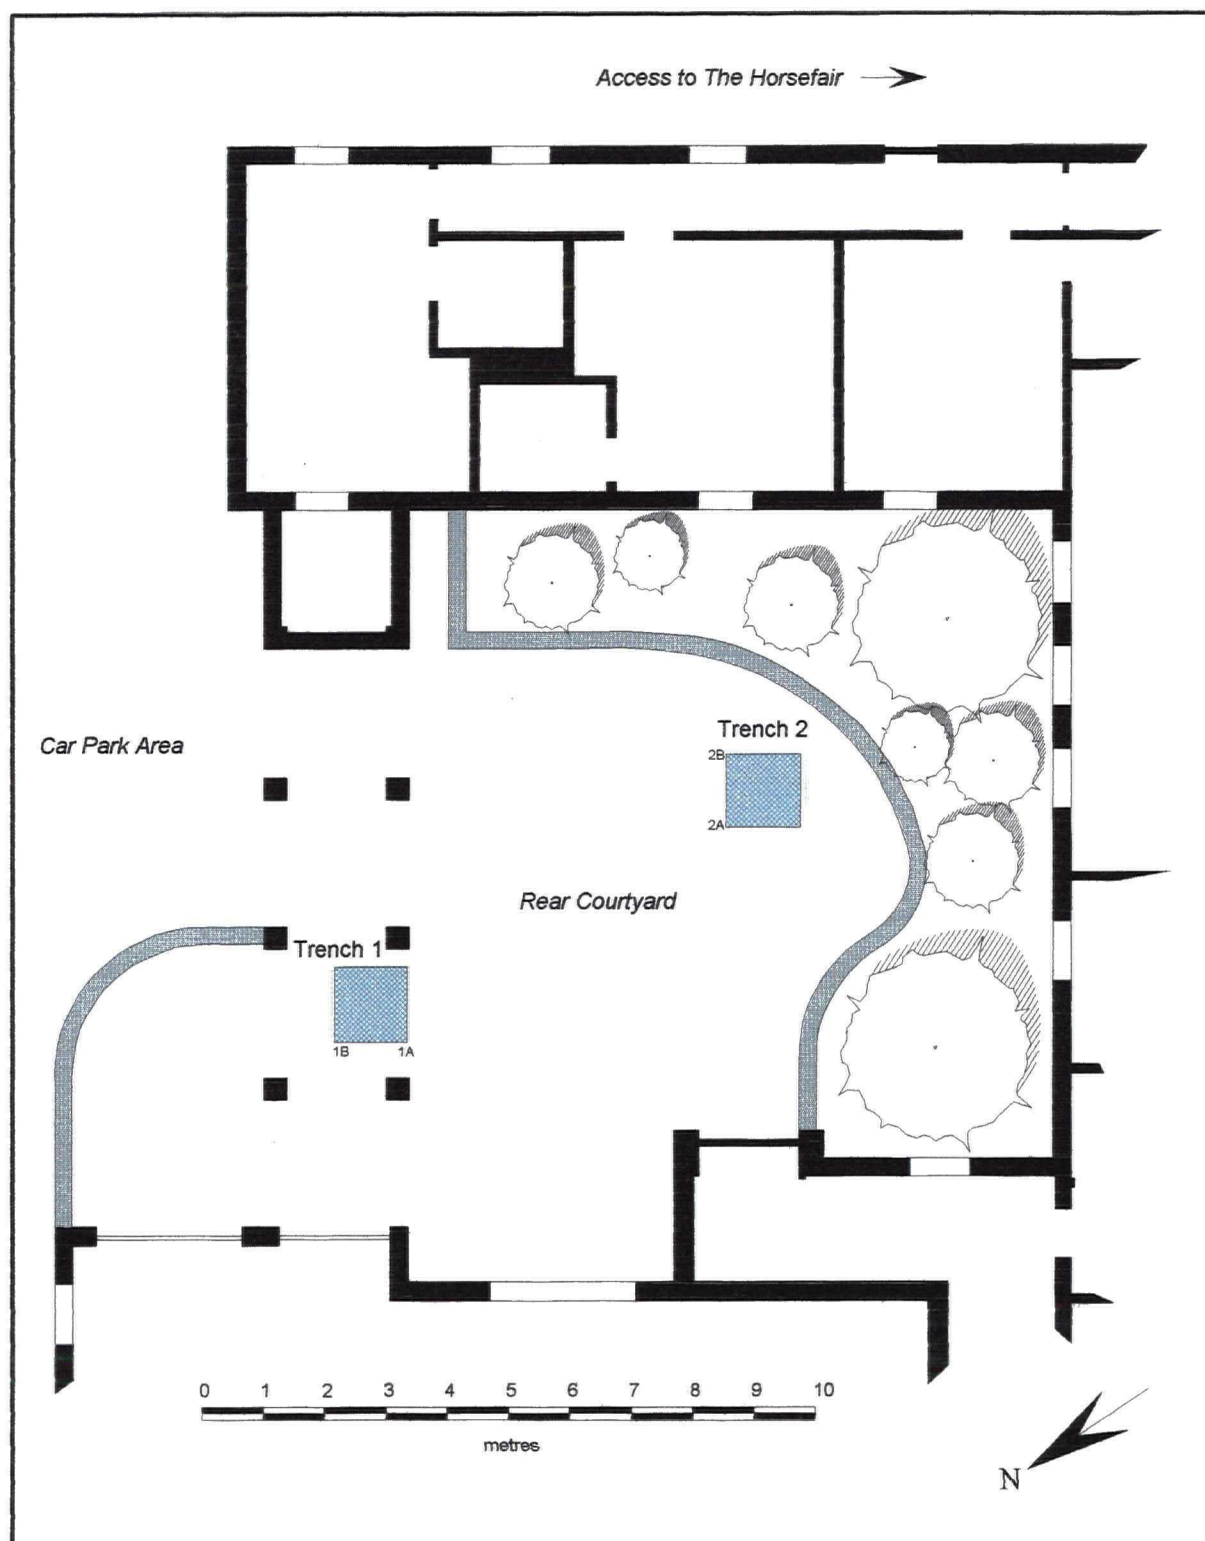 Access to The Horsefair
Trench 2
2B
2A
Car Park Area
Rear Courtyard
Trench 1
1B 1A
0 1 2 3 4 5 6 7 8 9 10
metres
N